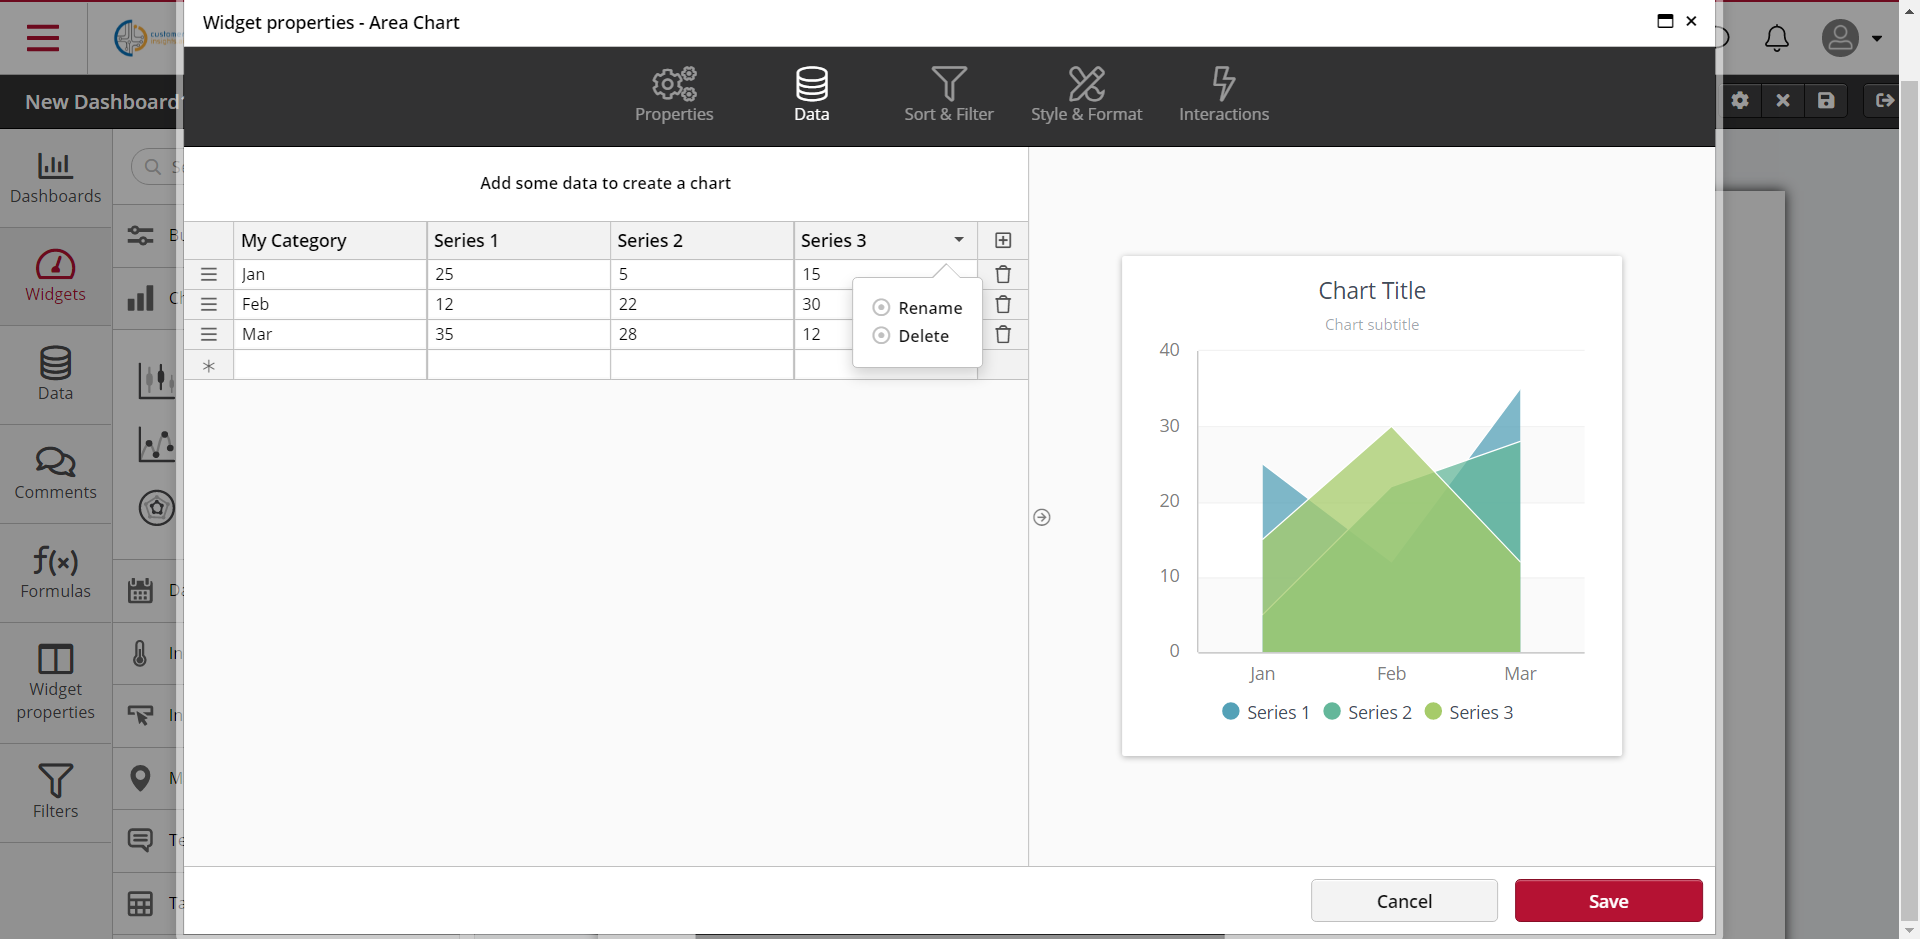 Widget properties - Area Chart
customer
insights
New Dashboard*
Properties
Data
Sort & Filter
Style & Format
Interactions
Dashboards
Widgets
Data
Comments
Formulas
Widget
properties
Filters
Add some data to create a chart
My Category Series 1 Series 2 Series 3
Jan 25 5 15
Feb 12 22 30
Mar 35 28 12
Rename
Delete
Chart Title
Chart subtitle
40
30
20
10
0
Jan Feb Mar
Series 1 Series 2 Series 3
Cancel
Save